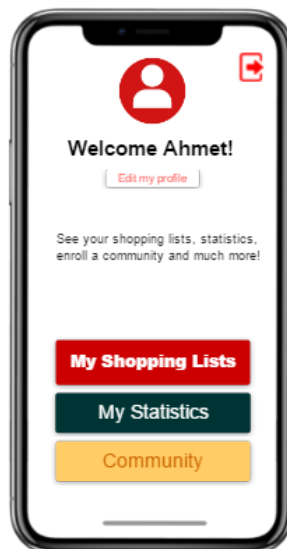 Welcome Ahmet!
Edit my profile
See your shopping lists, statistics,
enroll a community and much more!
My Shopping Lists
My Statistics
Community